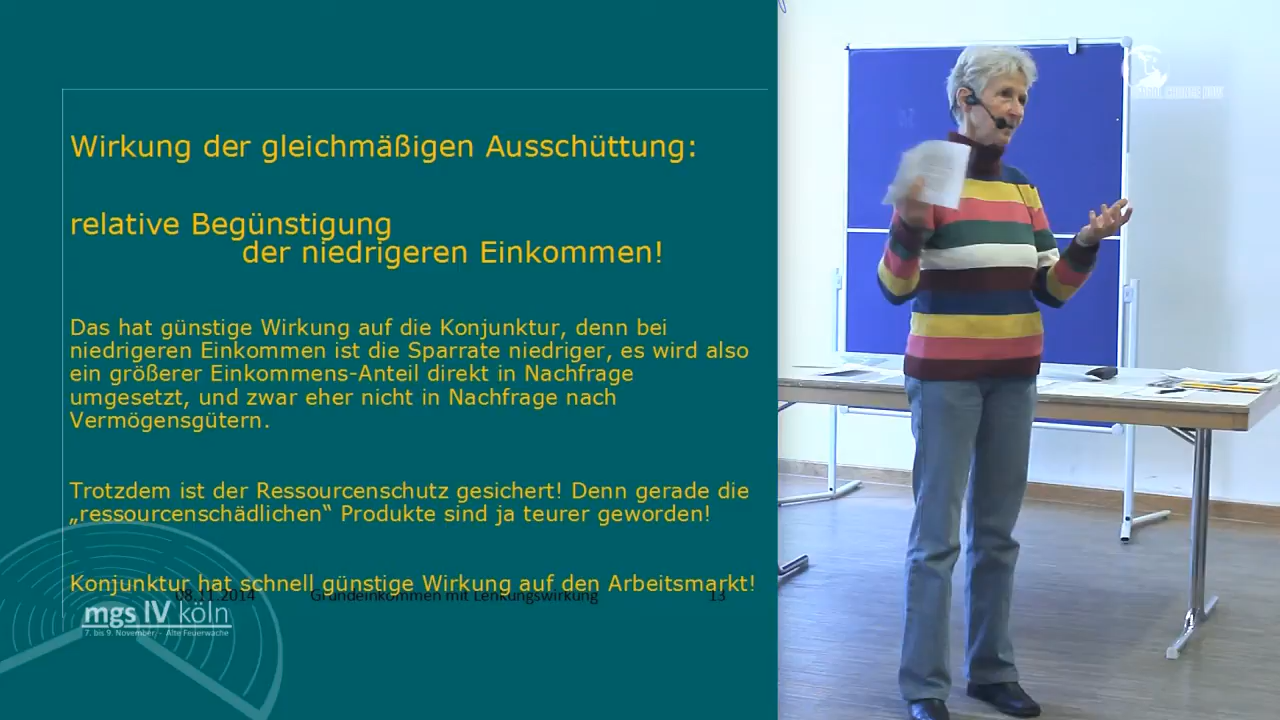 Wirkung der gleichmäßigen Ausschüttung:
relative Begünstigung
der niedrigeren Einkommen!
Das hat günstige Wirkung auf die Konjunktur, denn bei
niedrigeren Einkommen ist die Sparrate niedriger, es wird also
ein größerer Einkommens-Anteil direkt in Nachfrage
umgesetzt, und zwar eher nicht in Nachfrage nach
Vermögensgütern.
Trotzdem ist der Ressourcenschutz gesichert! Denn gerade die
„ressourcenschädlichen“ Produkte sind ja teurer geworden!
Konjunktur hat schnell günstige Wirkung auf den Arbeitsmarkt!
08.11.2014 Grundeinkommen mit Lenkungswirkung 13
mgs IV köln
7. bis 9. November - Alte Feuerwache